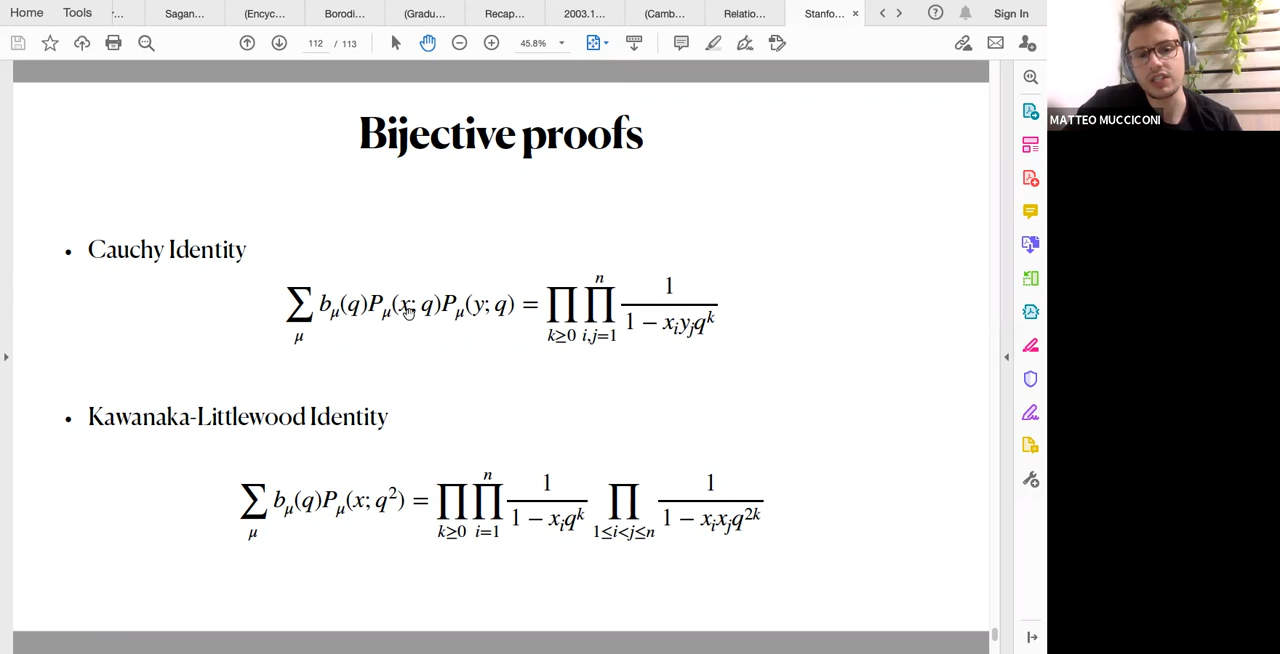 Home Tools r... Sagan... (Encyc... Borodi... (Gradu... Recap... 2003.1... (Camb... Relatio... Stanfo... × Sign In
112 / 113 45.8%
MATTEO MUCCICONI
Bijective proofs
• Cauchy Identity
∑_μ b_μ(q)P_μ(x; q)P_μ(y; q) = ∏_{k≥0} ∏_{i,j=1}^{n} 1/(1 − x_i y_j q^k)
• Kawanaka-Littlewood Identity
∑_μ b_μ(q)P_μ(x; q²) = ∏_{k≥0} ∏_{i=1}^{n} 1/(1 − x_i q^k) ∏_{1≤i<j≤n} 1/(1 − x_i x_j q^{2k})